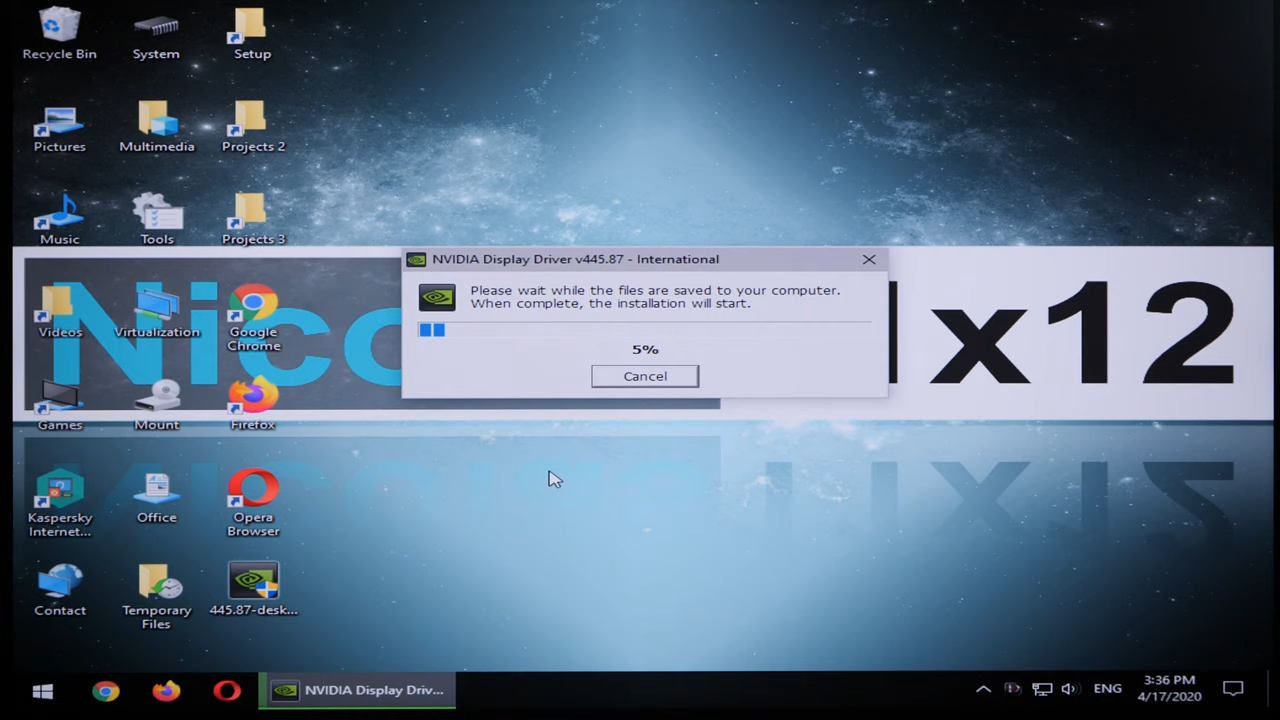 Recycle Bin
System
Setup
Pictures
Multimedia
Projects 2
Music
Tools
Projects 3
Videos
Virtualization
Google
Chrome
Games
Mount
Firefox
Kaspersky
Internet...
Office
Opera
Browser
Contact
Temporary
Files
445.87-desk...
Nico
x12
NVIDIA Display Driver v445.87 - International
Please wait while the files are saved to your computer.
When complete, the installation will start.
5%
Cancel
NVIDIA Display Driv...
ENG
3:36 PM
4/17/2020